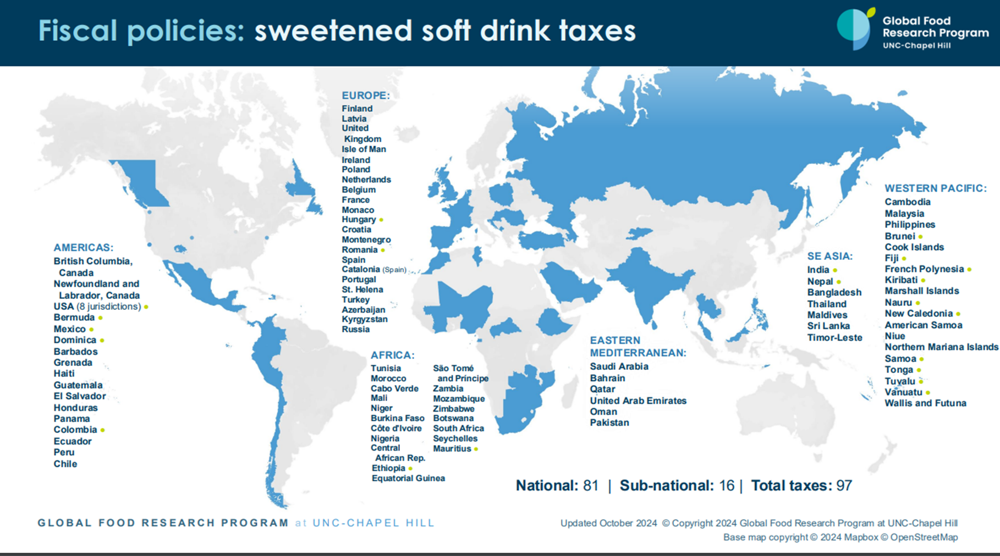 Fiscal policies: sweetened soft drink taxes
Global Food
Research Program
UNC-Chapel Hill
EUROPE:
Finland
Latvia
United
Kingdom
Isle of Man
Ireland
Poland
Netherlands
Belgium
France
Monaco
Hungary
Croatia
Montenegro
Romania
Spain
Catalonia (Spain)
Portugal
St. Helena
Turkey
Azerbaijan
Kyrgyzstan
Russia
AMERICAS:
British Columbia,
Canada
Newfoundland and
Labrador, Canada
USA (8 jurisdictions)
Bermuda
Mexico
Dominica
Barbados
Grenada
Haiti
Guatemala
El Salvador
Honduras
Panama
Colombia
Ecuador
Peru
Chile
AFRICA:
Tunisia
Morocco
Cabo Verde
Mali
Niger
Burkina Faso
Côte d'Ivoire
Nigeria
Central
African Rep.
Ethiopia
Equatorial Guinea
São Tomé
and Príncipe
Zambia
Mozambique
Zimbabwe
Botswana
South Africa
Seychelles
Mauritius
EASTERN
MEDITERRANEAN:
Saudi Arabia
Bahrain
Qatar
United Arab Emirates
Oman
Pakistan
SE ASIA:
India
Nepal
Bangladesh
Thailand
Maldives
Sri Lanka
Timor-Leste
WESTERN PACIFIC:
Cambodia
Malaysia
Philippines
Brunei
Cook Islands
Fiji
French Polynesia
Kiribati
Marshall Islands
Nauru
New Caledonia
American Samoa
Niue
Northern Mariana Islands
Samoa
Tonga
Tuvalu
Vanuatu
Wallis and Futuna
National: 81 | Sub-national: 16 | Total taxes: 97
GLOBAL FOOD RESEARCH PROGRAM at UNC-CHAPEL HILL
Updated October 2024 © Copyright 2024 Global Food Research Program at UNC-Chapel Hill
Base map copyright © 2024 Mapbox © OpenStreetMap